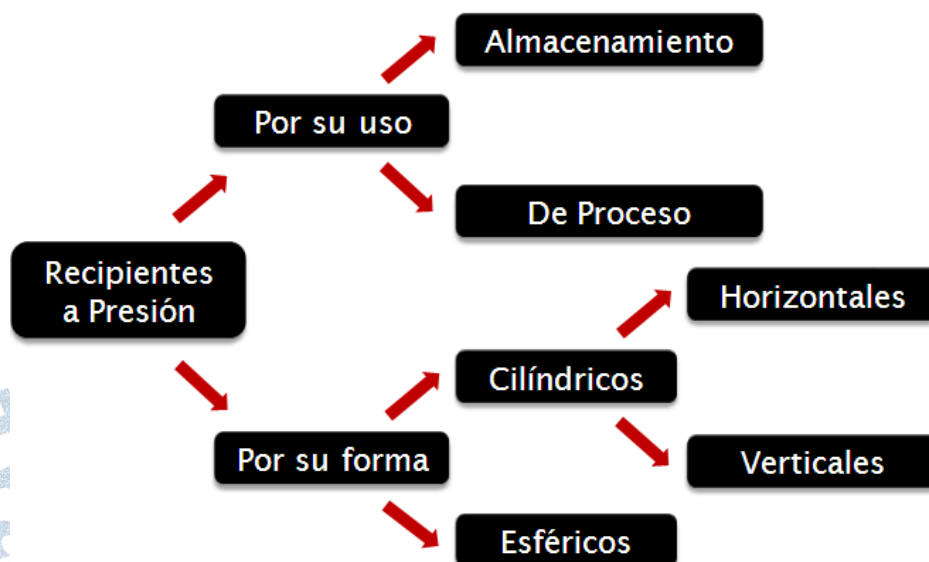 Almacenamiento
Por su uso
De Proceso
Recipientes
a Presión
Horizontales
Cilíndricos
Por su forma
Verticales
Esféricos